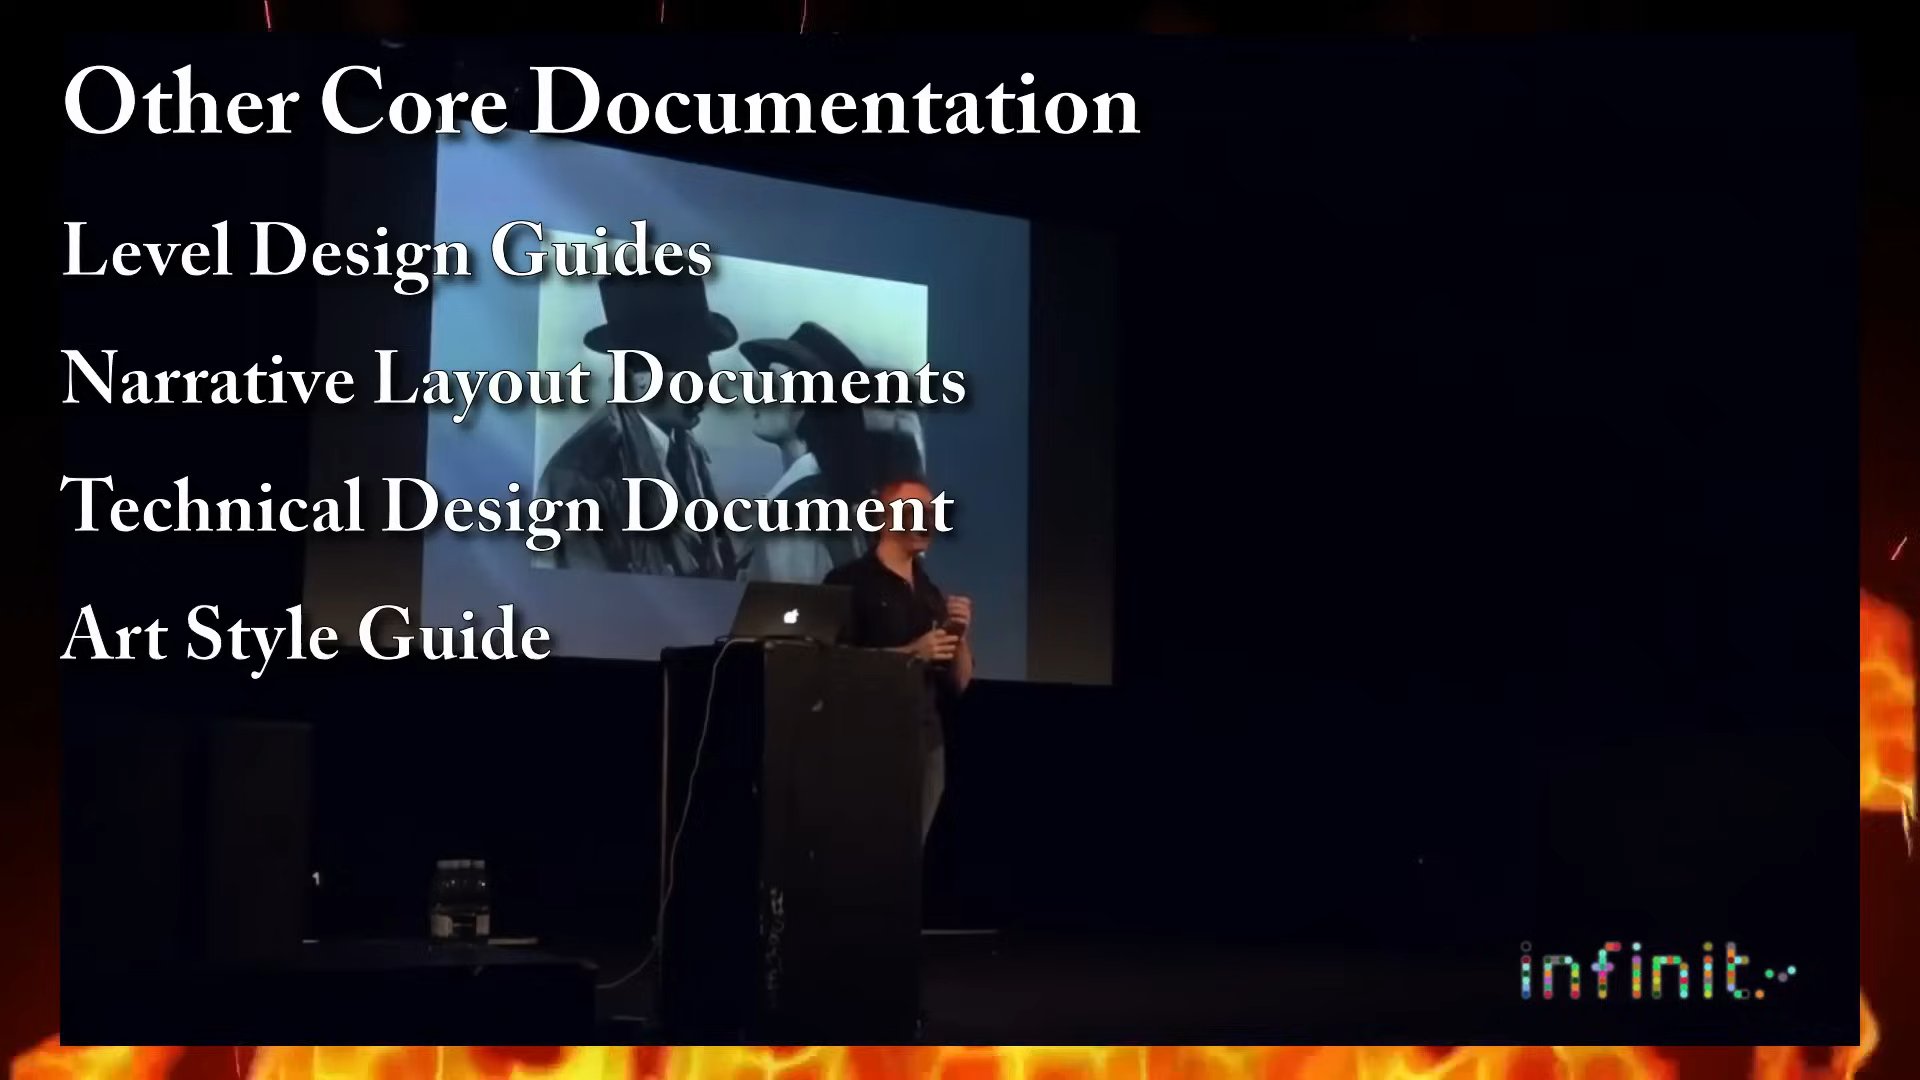 Other Core Documentation
Level Design Guides
Narrative Layout Documents
Technical Design Document
Art Style Guide
infinit